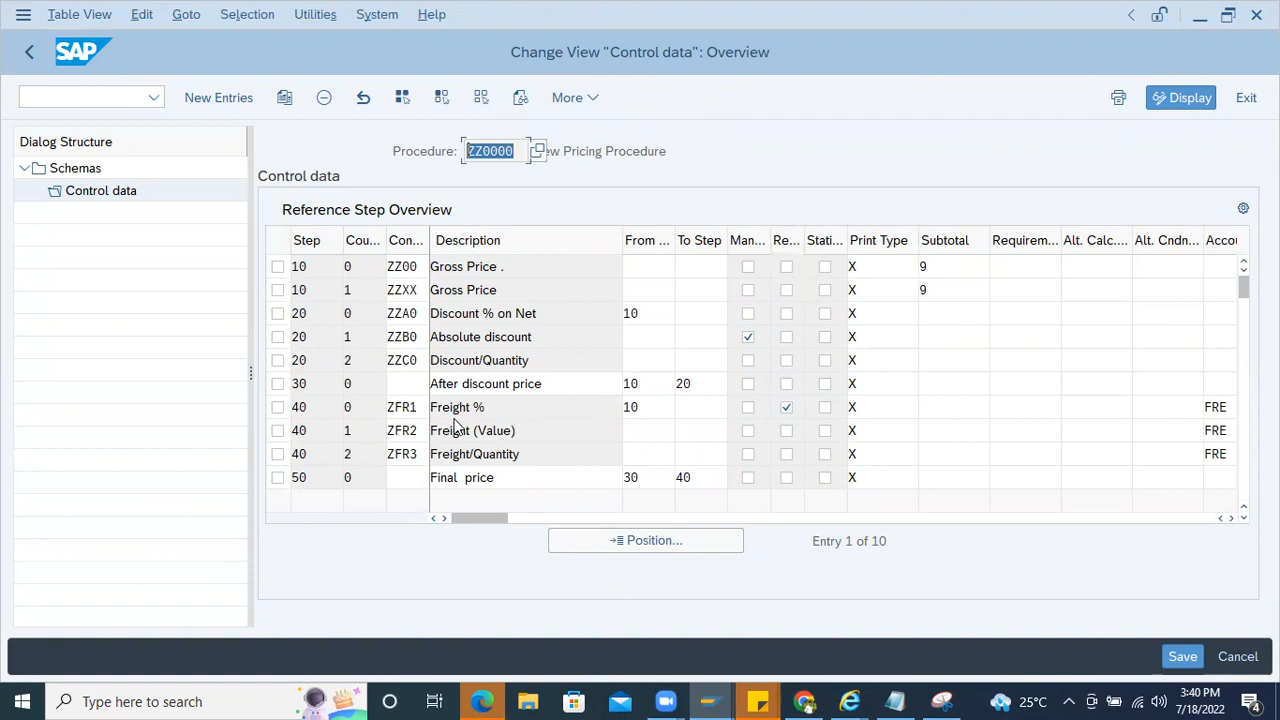 Table View Edit Goto Selection Utilities System Help
SAP Change View "Control data": Overview
New Entries More Display Exit
Dialog Structure
Schemas
Control data
Procedure: ZZ0000 ew Pricing Procedure
Control data
Reference Step Overview
Step Cou... Con... Description From ... To Step Man... Re... Stati... Print Type Subtotal Requirem... Alt. Calc.... Alt. Cndn... Accou
10 0 ZZ00 Gross Price . X 9
10 1 ZZXX Gross Price X 9
20 0 ZZA0 Discount % on Net 10 X
20 1 ZZB0 Absolute discount X
20 2 ZZC0 Discount/Quantity X
30 0 After discount price 10 20 X
40 0 ZFR1 Freight % 10 X FRE
40 1 ZFR2 Freight (Value) X FRE
40 2 ZFR3 Freight/Quantity X FRE
50 0 Final price 30 40 X
Position... Entry 1 of 10
Save Cancel
Type here to search 25°C 3:40 PM
7/18/2022 4